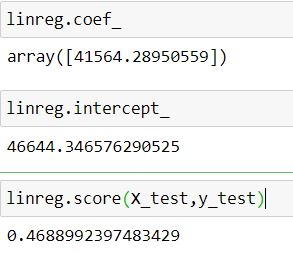 linreg.coef_
array([41564.28950559])
linreg.intercept_
46644.346576290525
linreg.score(X_test,y_test)
0.4688992397483429